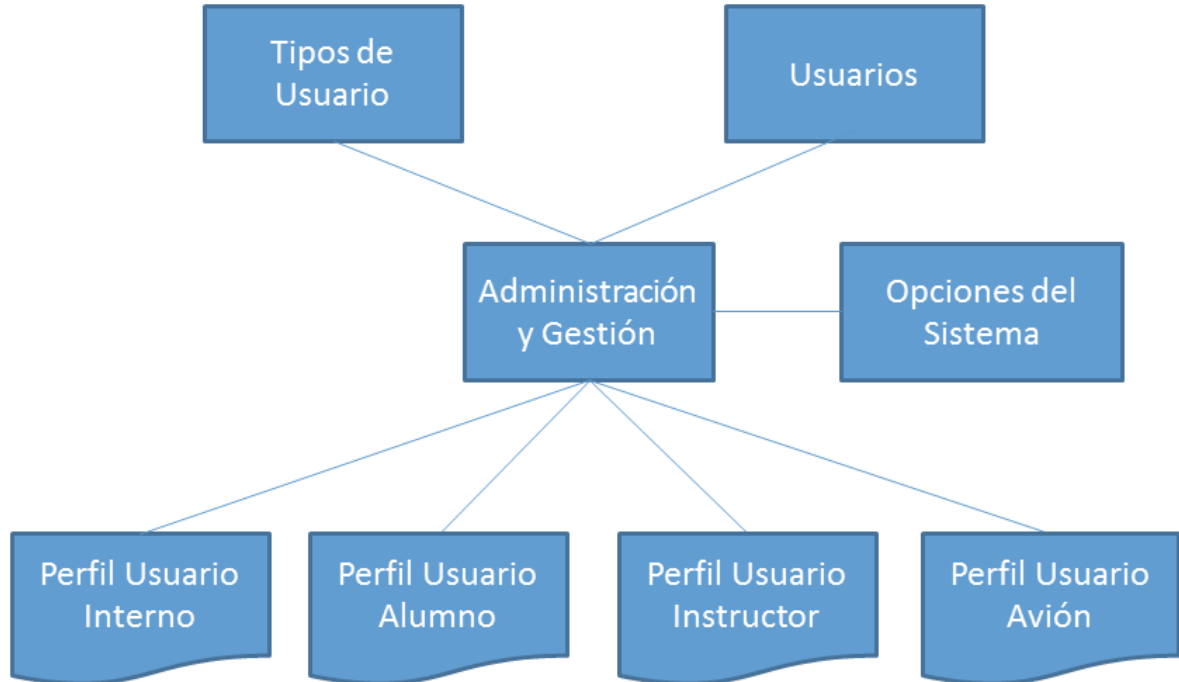 Tipos de
Usuario
Usuarios
Administración
y Gestión
Opciones del
Sistema
Perfil Usuario
Interno
Perfil Usuario
Alumno
Perfil Usuario
Instructor
Perfil Usuario
Avión